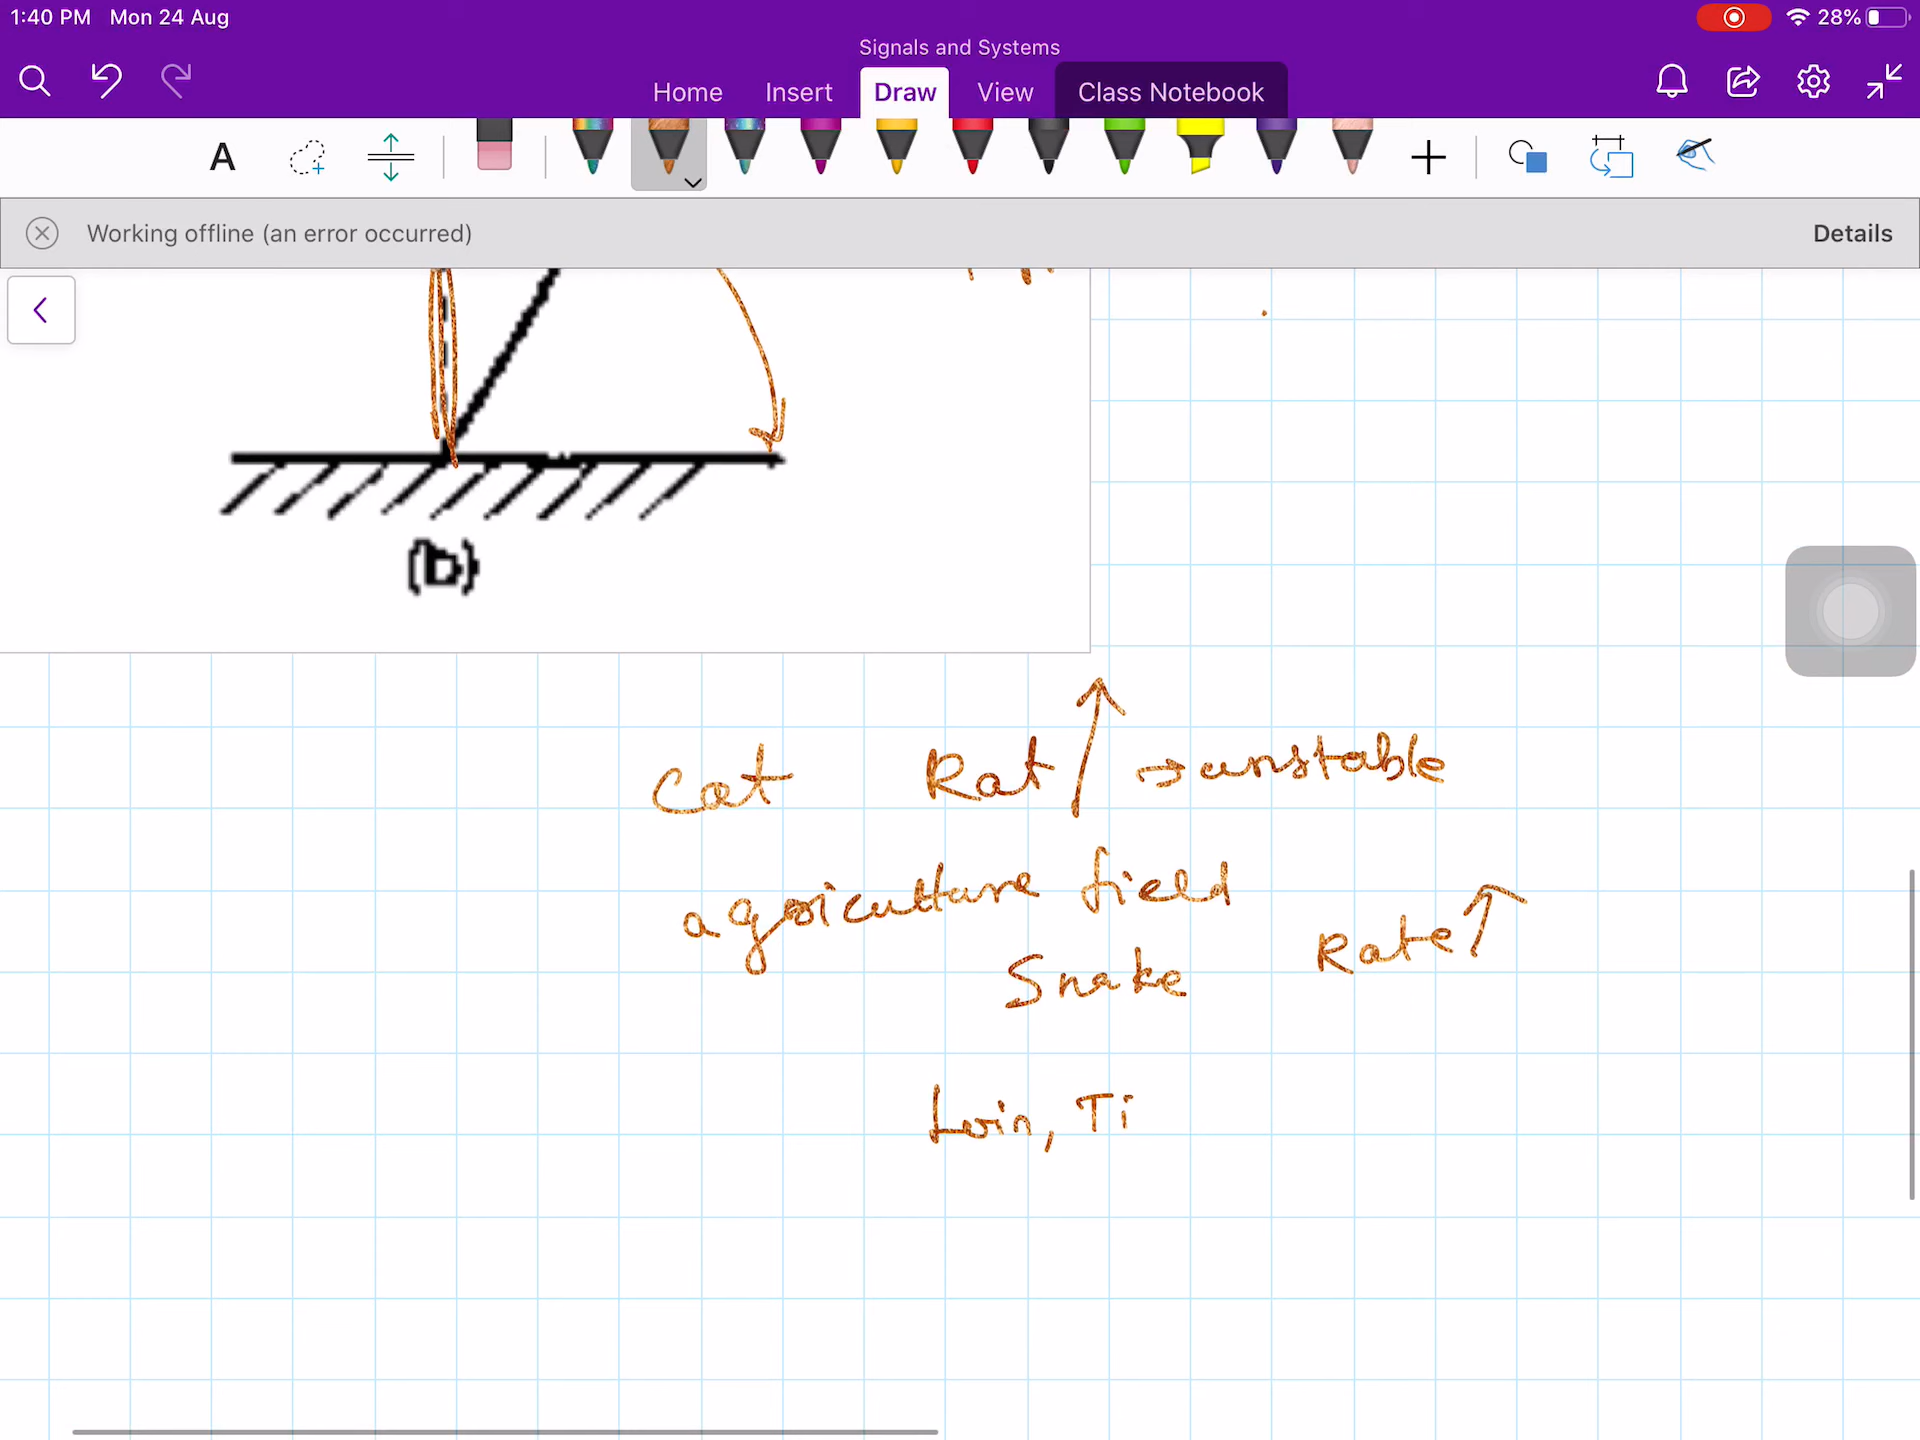 1:40 PM Mon 24 Aug
28%
Signals and Systems
Home Insert Draw View Class Notebook
A
Working offline (an error occurred) Details
(b)
Cat Rat ↑ → unstable
agriculture field
Rate ↑
Snake
Loin, Ti